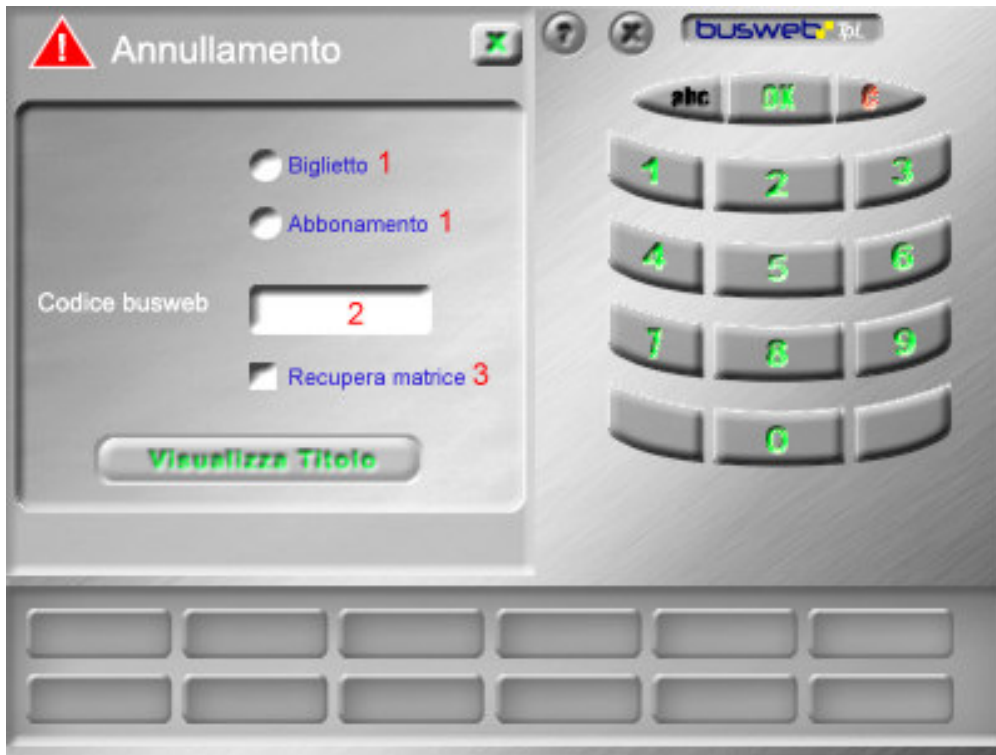 ! Annullamento X ? X busweb Tpl
abc OK C
Biglietto 1
Abbonamento 1
Codice busweb 2
Recupera matrice 3
Visualizza Titolo
1 2 3
4 5 6
7 8 9
0